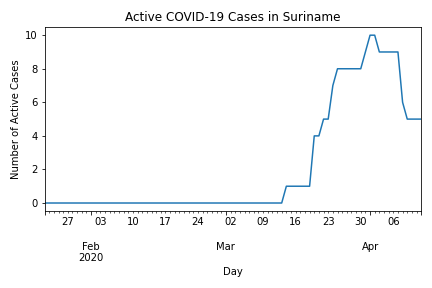 Active COVID-19 Cases in Suriname
Number of Active Cases
10
8
6
4
2
0
27 03 10 17 24 02 09 16 23 30 06
Feb Mar Apr
2020
Day